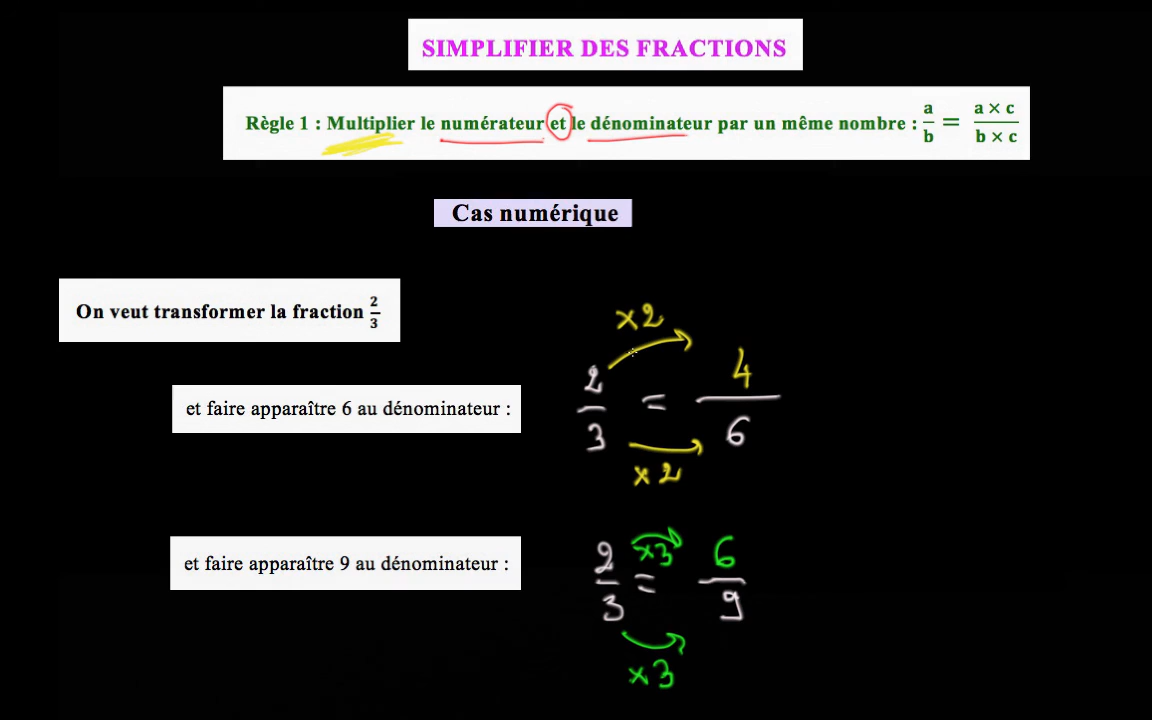 SIMPLIFIER DES FRACTIONS
Règle 1 : Multiplier le numérateur et le dénominateur par un même nombre : a/b = a × c/b × c
Cas numérique
On veut transformer la fraction 2/3
×2
et faire apparaître 6 au dénominateur : 2/3 = 4/6
×2
et faire apparaître 9 au dénominateur : 2/3 = 6/9
×3
×3